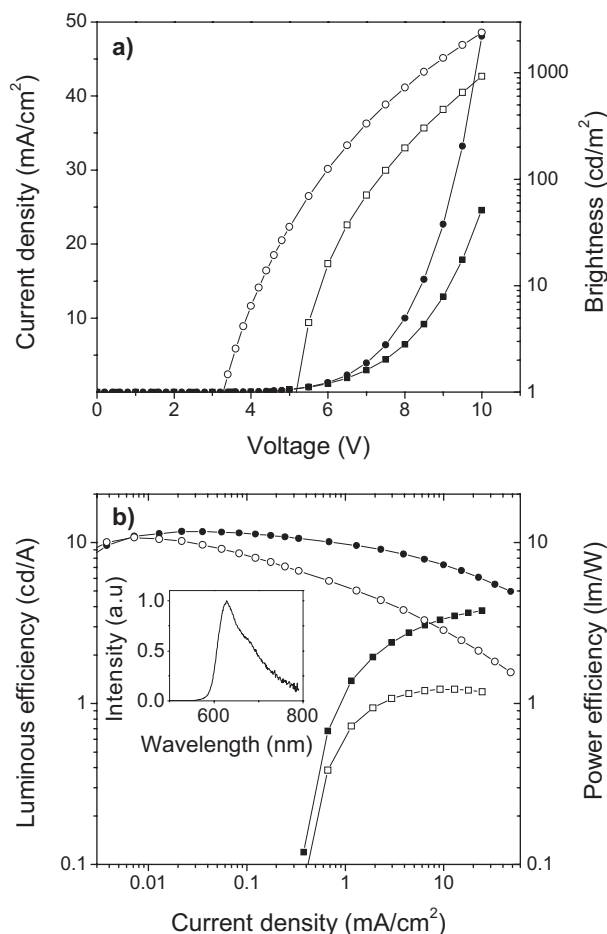 a)
50
40
30
20
10
1000
100
10
1
0 2 4 6 8 10
Current density (mA/cm²)
Brightness (cd/m²)
Voltage (V)
b)
10
1
0.1
10
1
0.1
0.01 0.1 1 10
Luminous efficiency (cd/A)
Power efficiency (lm/W)
Current density (mA/cm²)
Intensity (a.u)
1.0
0.5
0.0
600 800
Wavelength (nm)